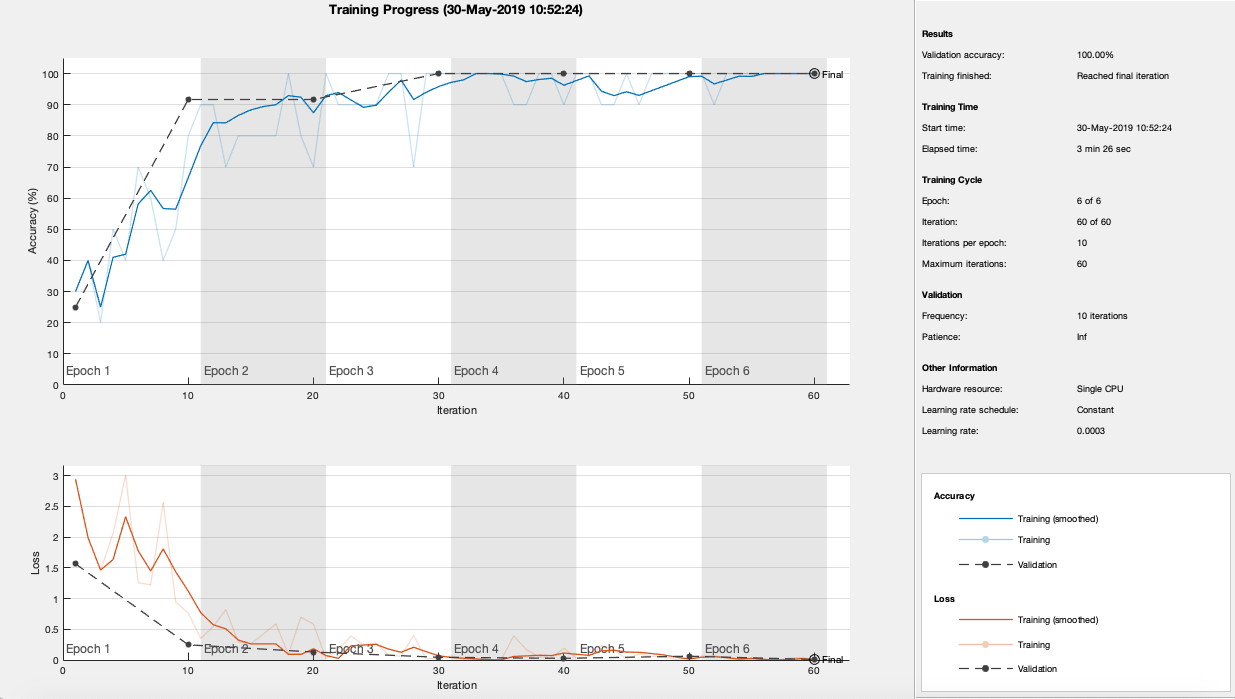 Training Progress (30-May-2019 10:52:24)
100
90
80
70
60
50
40
30
20
10
0
Accuracy (%)
Final
Epoch 1 Epoch 2 Epoch 3 Epoch 4 Epoch 5 Epoch 6
0 10 20 30 40 50 60
Iteration
3
2.5
2
1.5
1
0.5
0
Loss
Epoch 1 Epoch 2 Epoch 3 Epoch 4 Epoch 5 Epoch 6
Final
0 10 20 30 40 50 60
Iteration
Results
Validation accuracy: 100.00%
Training finished: Reached final iteration
Training Time
Start time: 30-May-2019 10:52:24
Elapsed time: 3 min 26 sec
Training Cycle
Epoch: 6 of 6
Iteration: 60 of 60
Iterations per epoch: 10
Maximum iterations: 60
Validation
Frequency: 10 iterations
Patience: Inf
Other Information
Hardware resource: Single CPU
Learning rate schedule: Constant
Learning rate: 0.0003
Accuracy
Training (smoothed)
Training
Validation
Loss
Training (smoothed)
Training
Validation